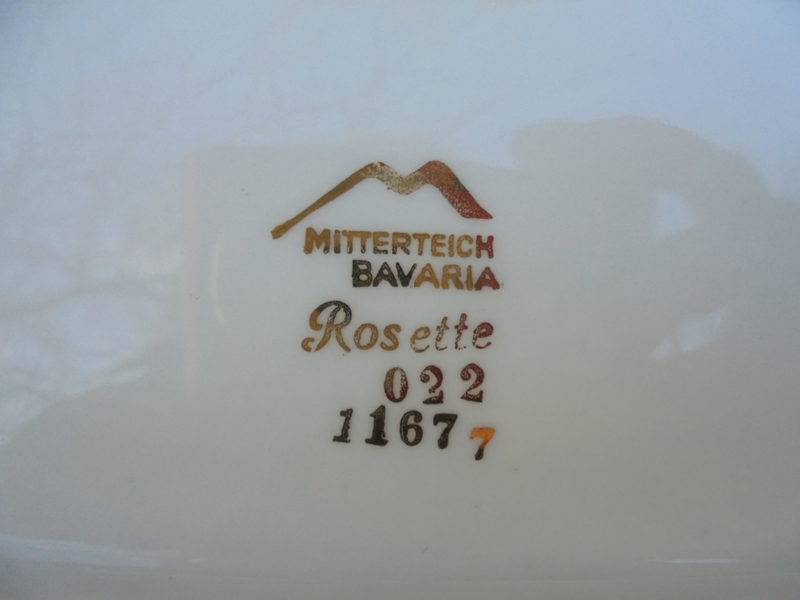 MITTERTEICH
BAVARIA
Rosette
022
11677